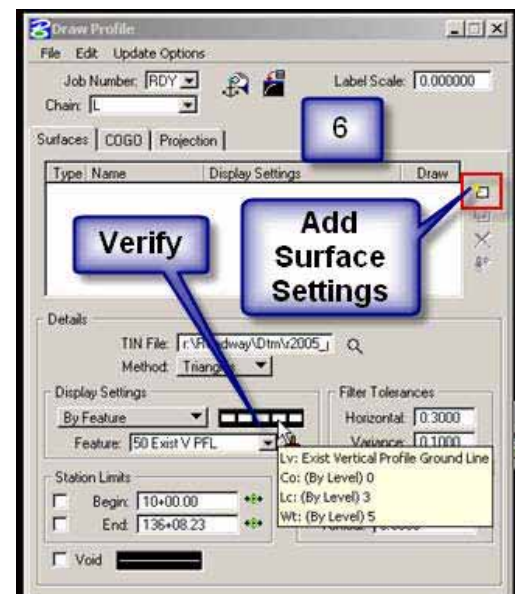 Draw Profile
File Edit Update Options
Job Number: RDY Label Scale: 0.000000
Chain: L
6
Surfaces COGO Projection
Type Name Display Settings Draw
Verify
Add
Surface
Settings
Details
TIN File: r:\ \Dtm\r2005_
Method:
Display Settings Filter Tolerances
By Feature Horizontal: 0.3000
Feature: 50 Exist V PFL Variance: 0.1000
Lv: Exist Vertical Profile Ground Line
Co: (By Level) 0
Lc: (By Level) 3
Wt: (By Level) 5
Station Limits
Begin: 10+00.00
End: 136+08.23
Void